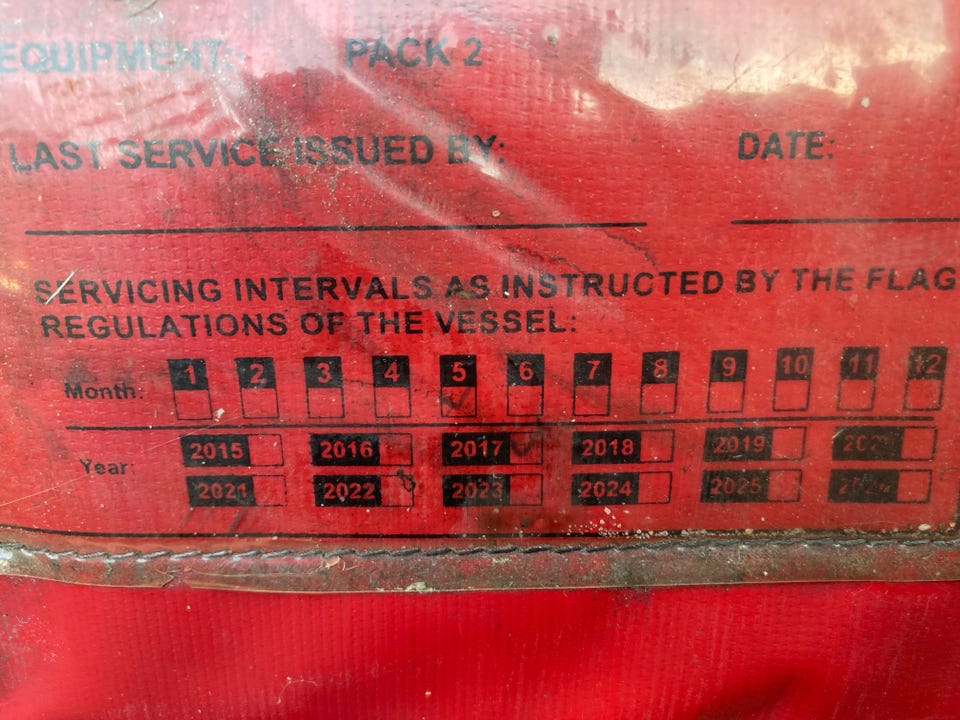 EQUIPMENT: PACK 2
LAST SERVICE ISSUED BY: DATE:
SERVICING INTERVALS AS INSTRUCTED BY THE FLAG
REGULATIONS OF THE VESSEL:
Month: 1 2 3 4 5 6 7 8 9 10 11 12
Year: 2015 2016 2017 2018 2019
2021 2022 2023 2024 2025